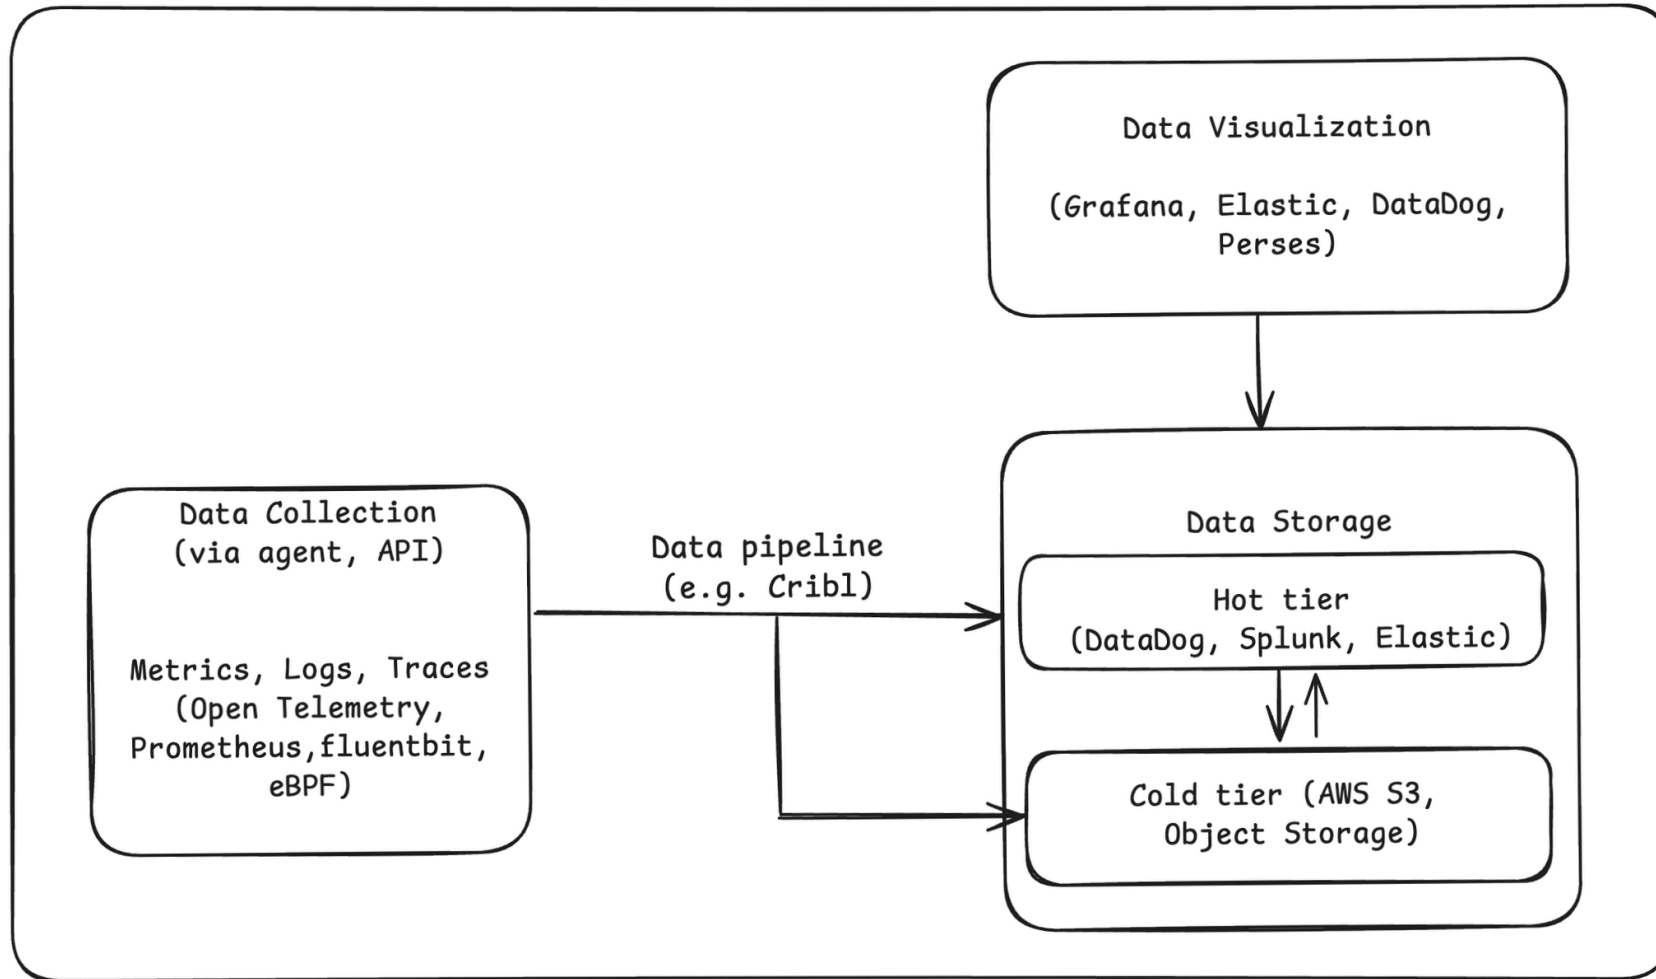 Data Visualization
(Grafana, Elastic, DataDog,
Perses)
Data Collection
(via agent, API)
Metrics, Logs, Traces
(Open Telemetry,
Prometheus,fluentbit,
eBPF)
Data pipeline
(e.g. Cribl)
Data Storage
Hot tier
(DataDog, Splunk, Elastic)
Cold tier (AWS S3,
Object Storage)